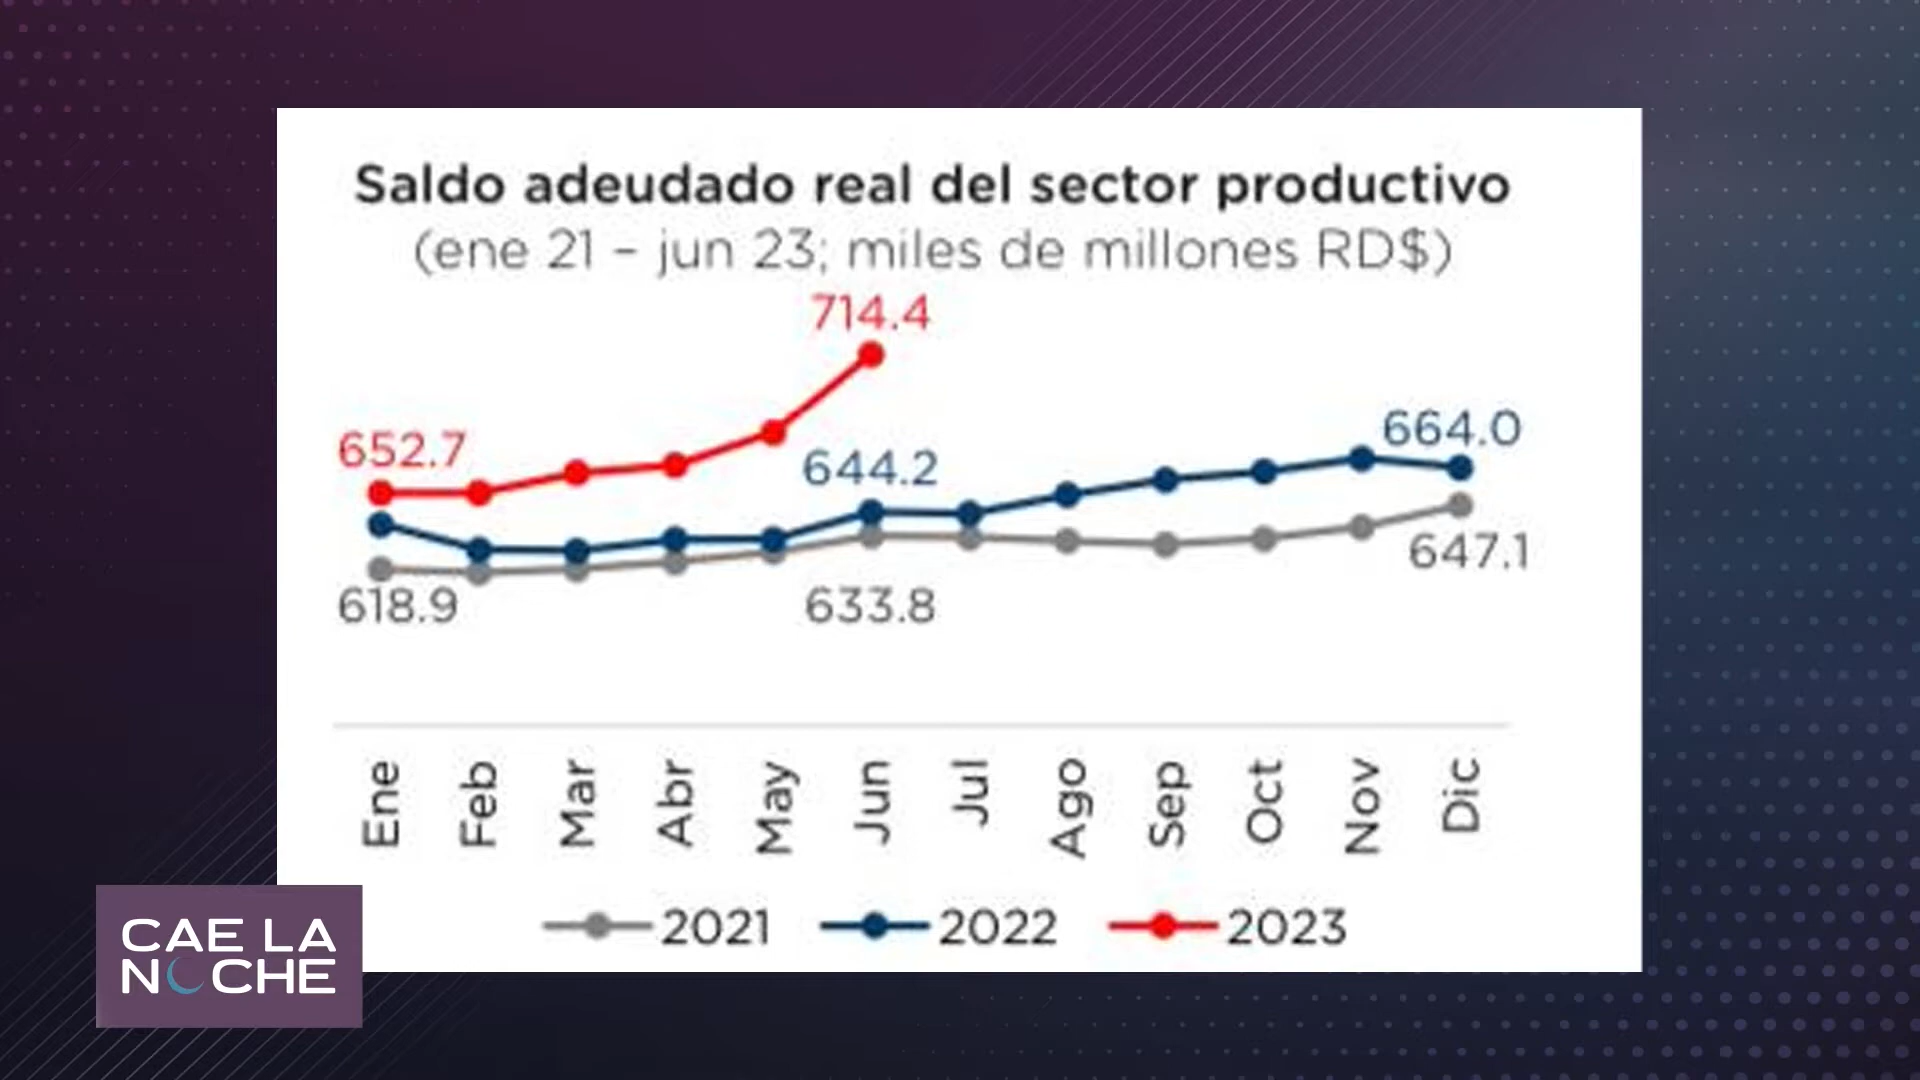 Saldo adeudado real del sector productivo
(ene 21 – jun 23; miles de millones RD$)
714.4
652.7
644.2
664.0
618.9
633.8
647.1
Ene Feb Mar Abr May Jun Jul Ago Sep Oct Nov Dic
2021 2022 2023
CAE LA
NOCHE